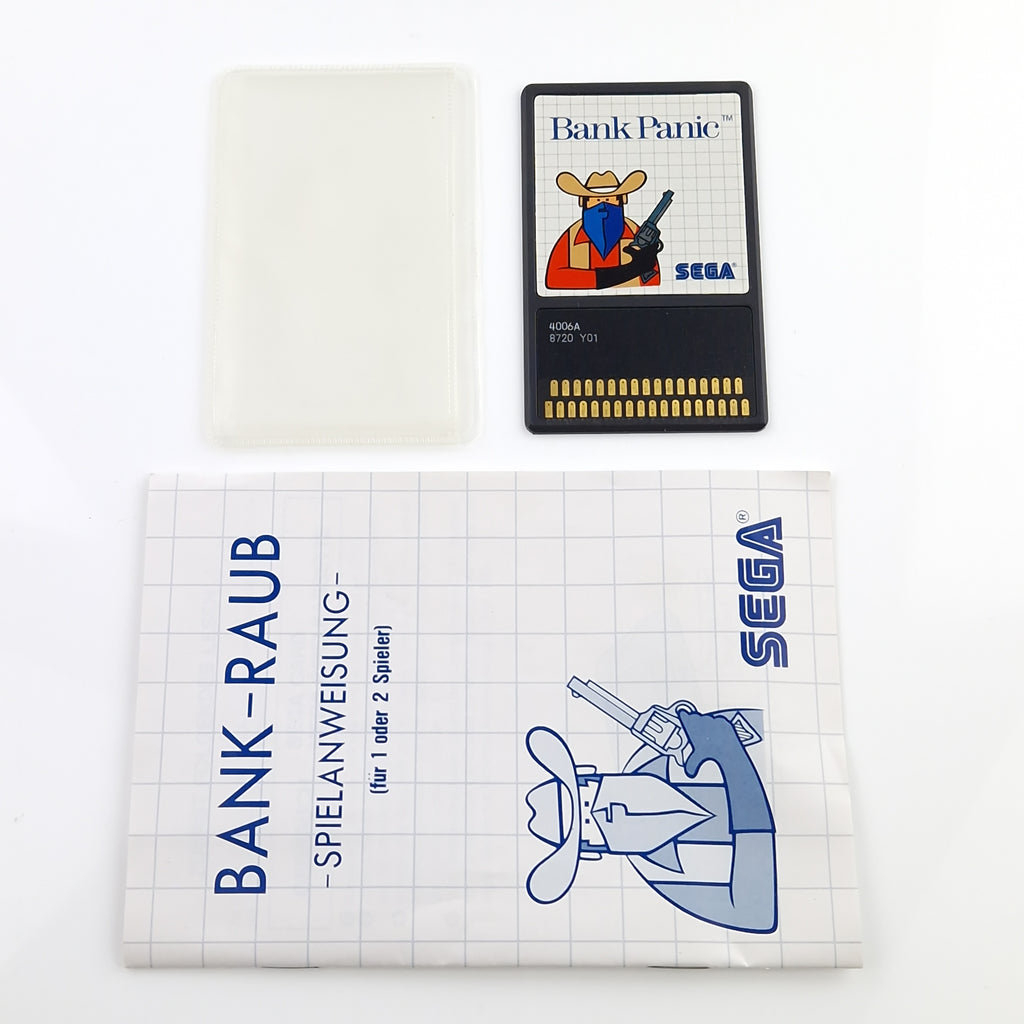 Bank Panic™
SEGA®
4006A
8720 Y01
BANK-RAUB
-SPIELANWEISUNG-
(für 1 oder 2 Spieler)
SEGA®